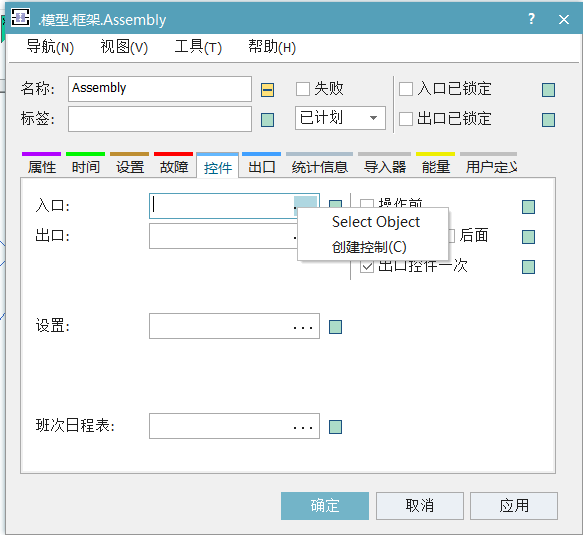 .模型.框架.Assembly
?
导航(N) 视图(V) 工具(T) 帮助(H)
名称: Assembly 失败 入口已锁定
标签: 已计划 出口已锁定
属性 时间 设置 故障 控件 出口 统计信息 导入器 能量 用户定义
入口: 操作前
Select Object
出口: 后面
创建控制(C)
出口控件一次
设置: ...
班次日程表: ...
确定 取消 应用